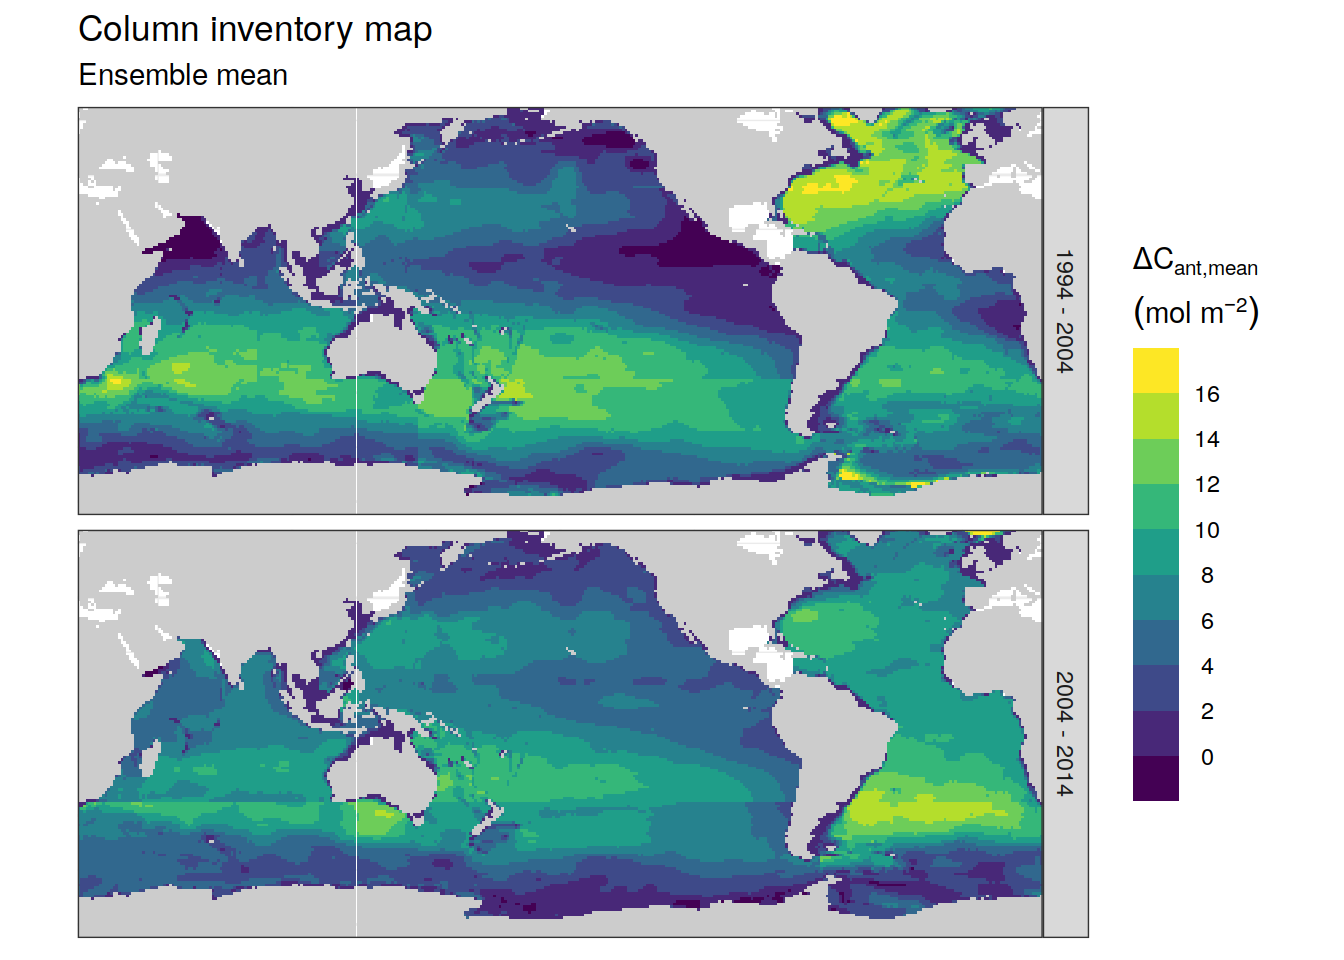 Column inventory map
Ensemble mean
1994 - 2004
2004 - 2014
ΔCant,mean
(mol m−2)
16
14
12
10
8
6
4
2
0